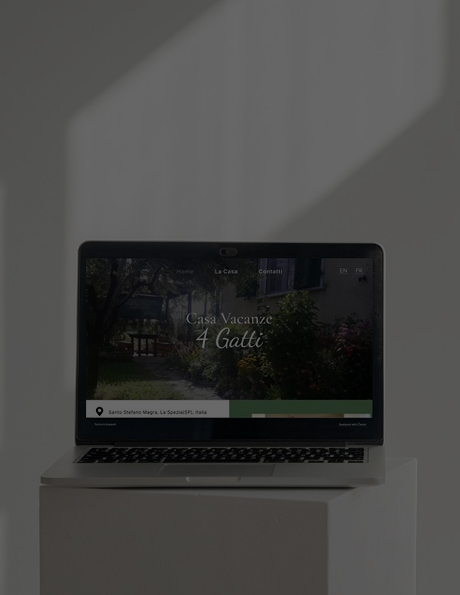 Home La Casa Contatti EN FR
Casa Vacanze
4 Gatti
Santo Stefano Magra, La Spezia(SP), Italia